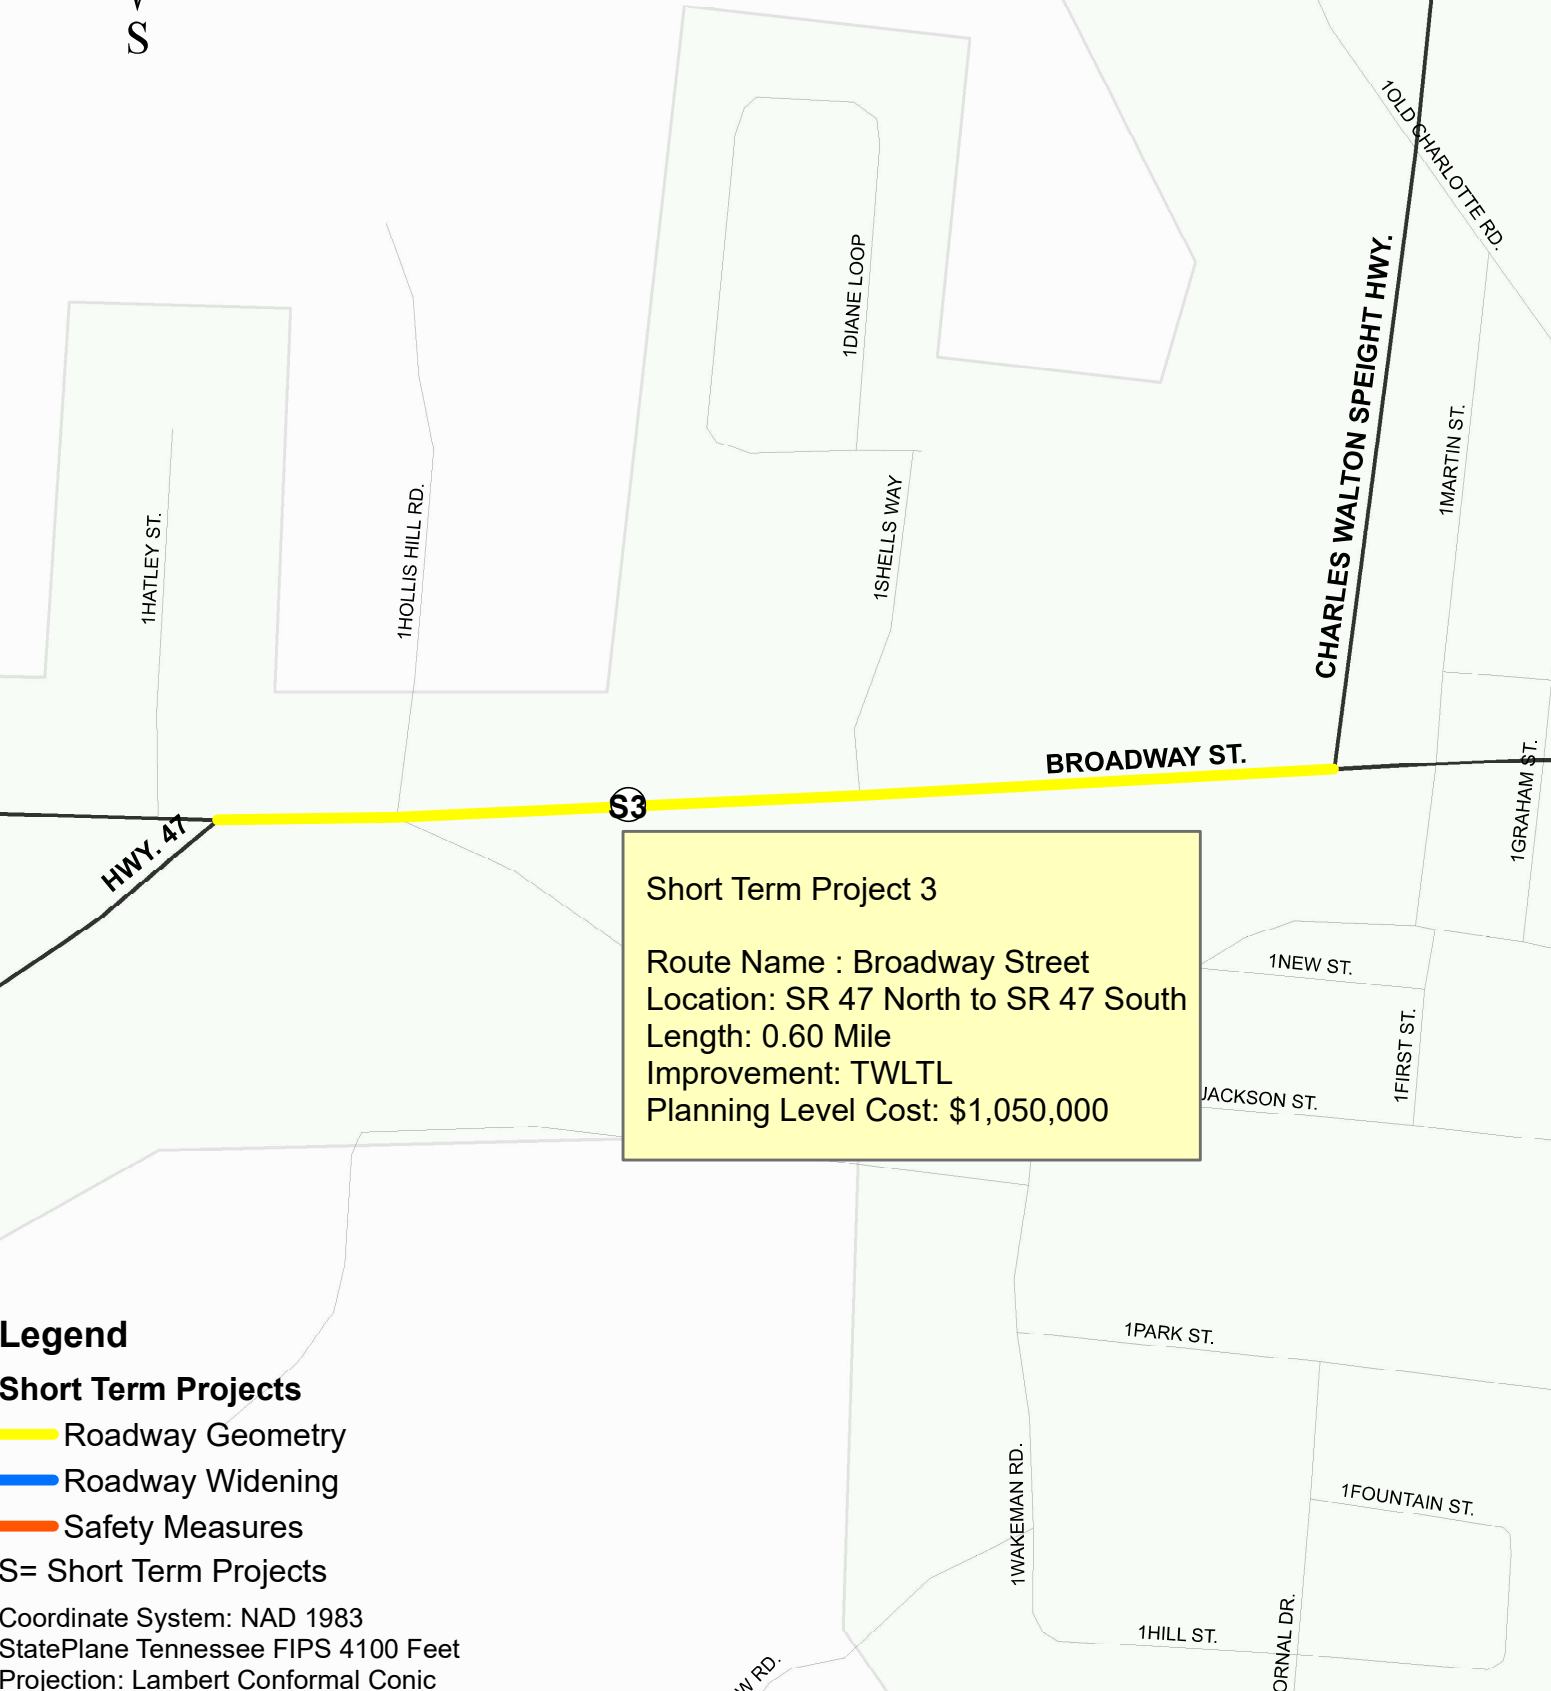 S
1OLD CHARLOTTE RD.
CHARLES WALTON SPEIGHT HWY.
1DIANE LOOP
1MARTIN ST.
1HATLEY ST.
1HOLLIS HILL RD.
1SHELLS WAY
BROADWAY ST.
1GRAHAM ST.
S3
HWY. 47
Short Term Project 3
Route Name : Broadway Street
Location: SR 47 North to SR 47 South
Length: 0.60 Mile
Improvement: TWLTL
Planning Level Cost: $1,050,000
1NEW ST.
1FIRST ST.
JACKSON ST.
1PARK ST.
1WAKEMAN RD.
1FOUNTAIN ST.
1HILL ST.
ORNAL DR.
W RD.
Legend
Short Term Projects
Roadway Geometry
Roadway Widening
Safety Measures
S= Short Term Projects
Coordinate System: NAD 1983
StatePlane Tennessee FIPS 4100 Feet
Projection: Lambert Conformal Conic